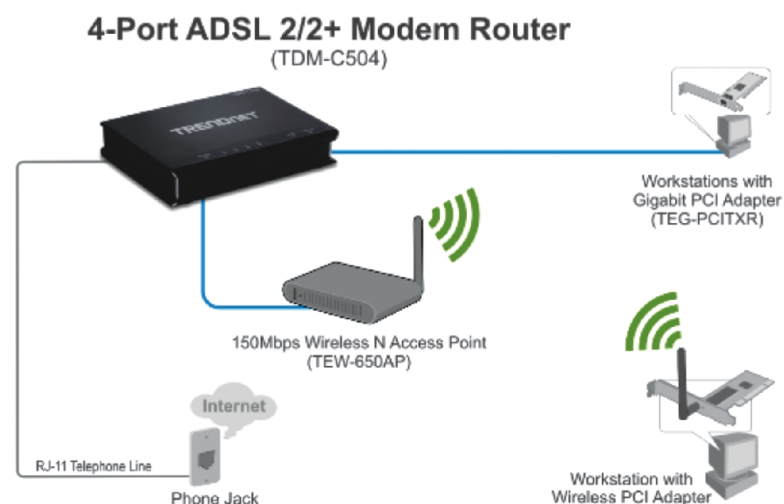 4-Port ADSL 2/2+ Modem Router
(TDM-C504)
TRENDNET
Workstations with
Gigabit PCI Adapter
(TEG-PCITXR)
150Mbps Wireless N Access Point
(TEW-650AP)
Internet
RJ-11 Telephone Line
Phone Jack
Workstation with
Wireless PCI Adapter